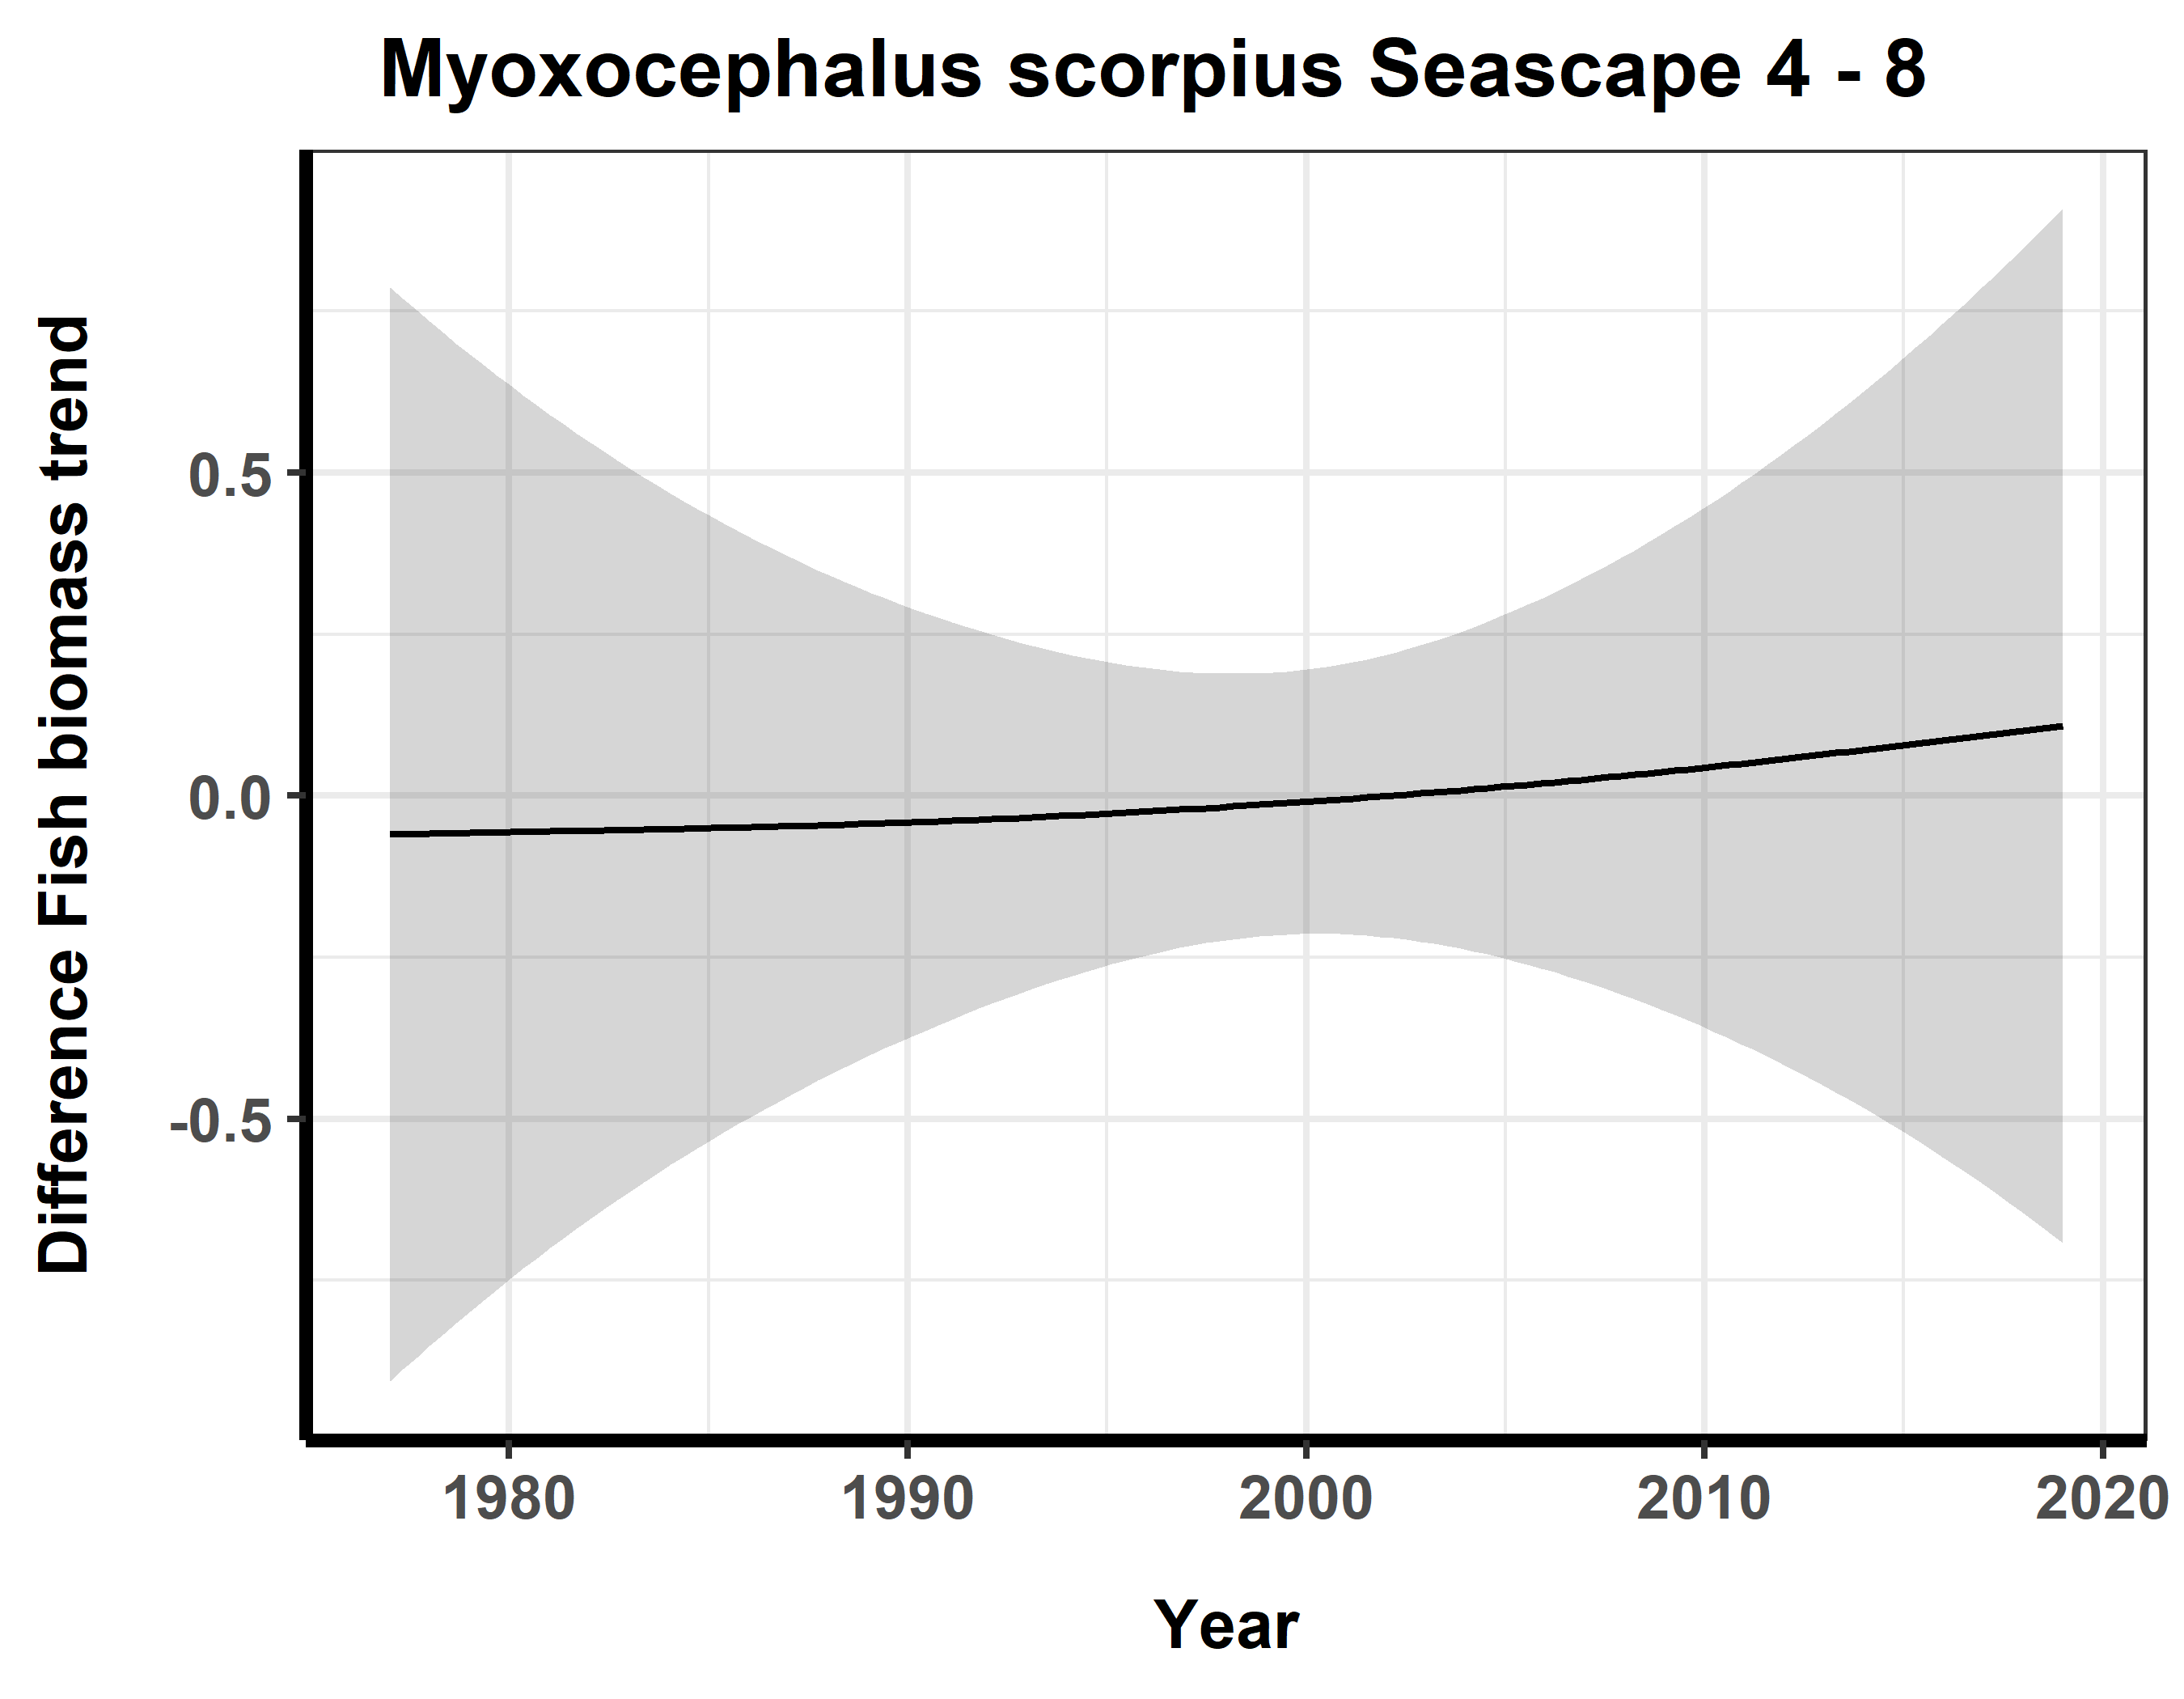 Myoxocephalus scorpius Seascape 4 - 8
Difference Fish biomass trend
0.5
0.0
-0.5
1980 1990 2000 2010 2020
Year